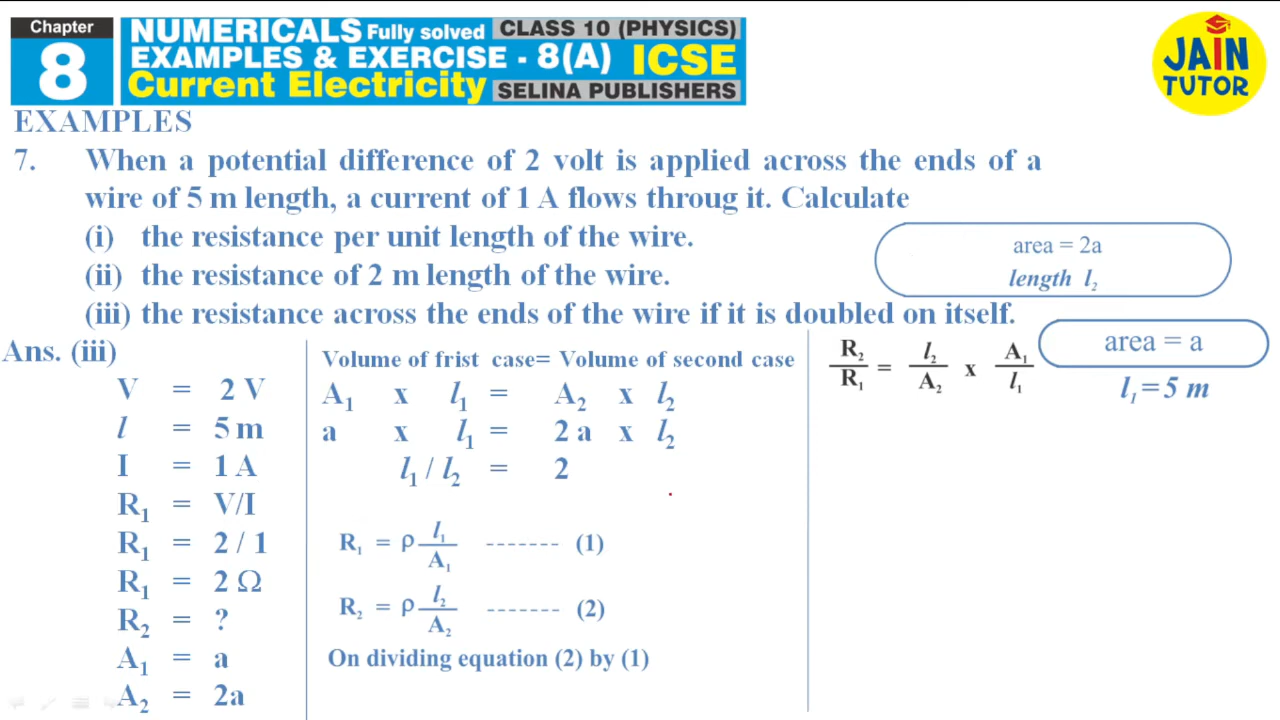 Chapter
8
NUMERICALS Fully solved CLASS 10 (PHYSICS)
EXAMPLES & EXERCISE - 8(A) ICSE
Current Electricity SELINA PUBLISHERS
JAIN
TUTOR
EXAMPLES
7. When a potential difference of 2 volt is applied across the ends of a
wire of 5 m length, a current of 1 A flows throug it. Calculate
(i) the resistance per unit length of the wire.
(ii) the resistance of 2 m length of the wire.
(iii) the resistance across the ends of the wire if it is doubled on itself.
area = 2a
length l₂
Ans. (iii)
V = 2 V
l = 5 m
I = 1 A
R₁ = V/I
R₁ = 2 / 1
R₁ = 2 Ω
R₂ = ?
A₁ = a
A₂ = 2a
Volume of frist case= Volume of second case
A₁ x l₁ = A₂ x l₂
a x l₁ = 2 a x l₂
l₁ / l₂ = 2
R₁ = ρ l₁/A₁ ------- (1)
R₂ = ρ l₂/A₂ ------- (2)
On dividing equation (2) by (1)
R₂/R₁ = l₂/A₂ x A₁/l₁
area = a
l₁ = 5 m